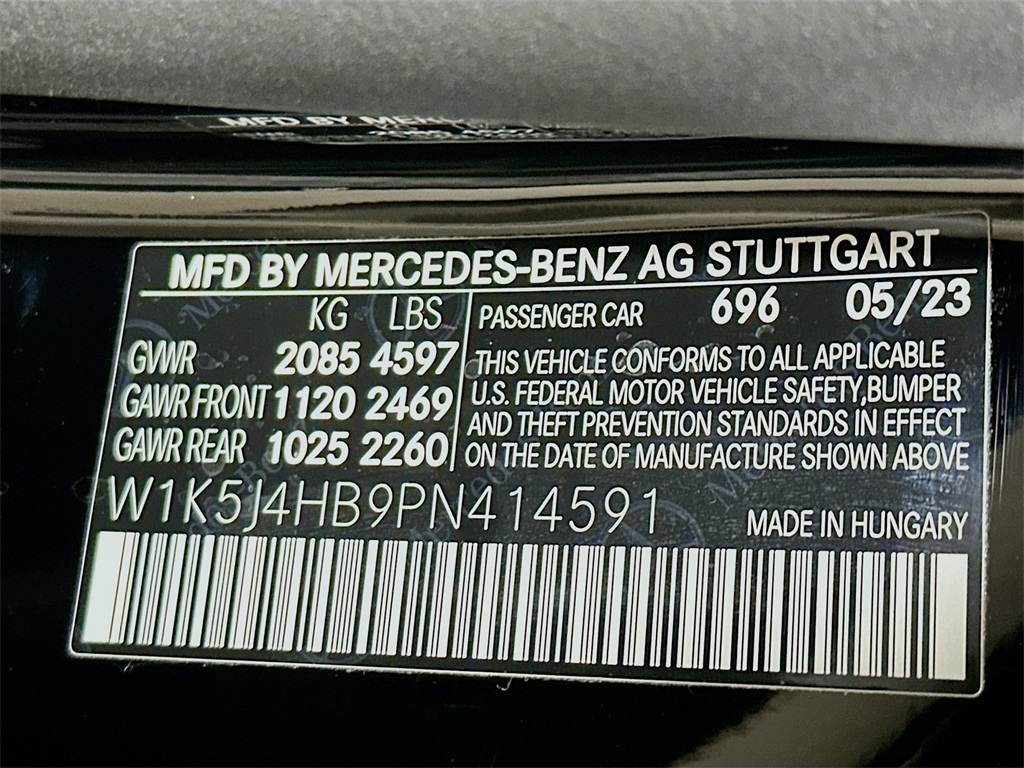 MFD BY MERCEDES-BENZ AG STUTTGART
KG LBS
GVWR 2085 4597
GAWR FRONT 1120 2469
GAWR REAR 1025 2260
PASSENGER CAR 696 05/23
THIS VEHICLE CONFORMS TO ALL APPLICABLE
U.S. FEDERAL MOTOR VEHICLE SAFETY,BUMPER
AND THEFT PREVENTION STANDARDS IN EFFECT
ON THE DATE OF MANUFACTURE SHOWN ABOVE
W1K5J4HB9PN414591
MADE IN HUNGARY